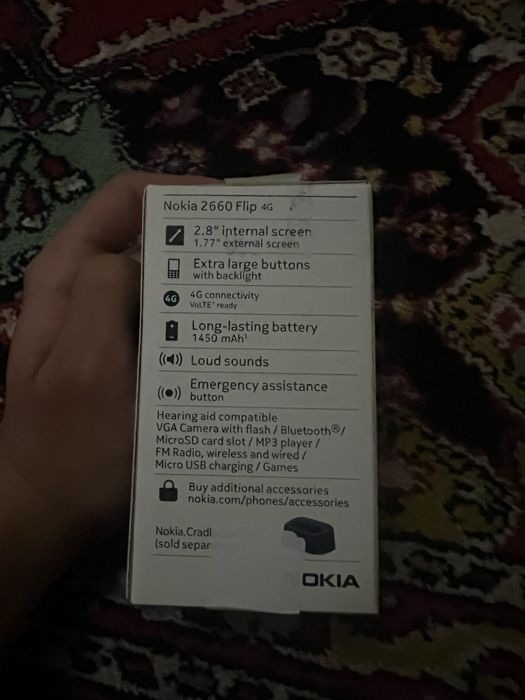 Nokia 2660 Flip 4G
2.8" internal screen
1.77" external screen
Extra large buttons
with backlight
4G
4G connectivity
VoLTE¹ ready
Long-lasting battery
1450 mAh¹
Loud sounds
Emergency assistance
button
Hearing aid compatible
VGA Camera with flash / Bluetooth®/
MicroSD card slot / MP3 player /
FM Radio, wireless and wired /
Micro USB charging / Games
Buy additional accessories
nokia.com/phones/accessories
Nokia Cradl
(sold separ
OKIA